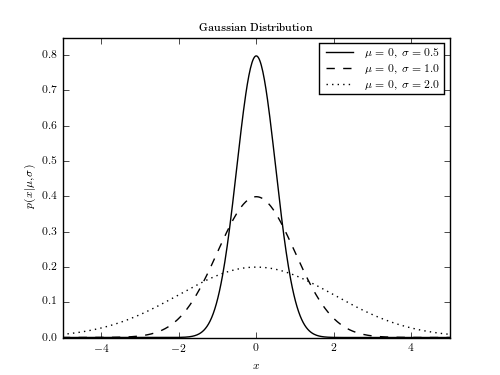 Gaussian Distribution
μ = 0, σ = 0.5
μ = 0, σ = 1.0
μ = 0, σ = 2.0
0.8
0.7
0.6
0.5
0.4
0.3
0.2
0.1
0.0
p(x|μ, σ)
−4 −2 0 2 4
x